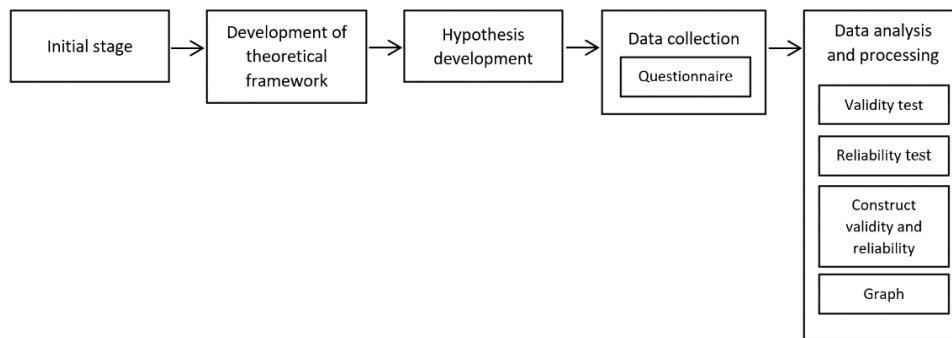 Initial stage
Development of
theoretical
framework
Hypothesis
development
Data collection
Questionnaire
Data analysis
and processing
Validity test
Reliability test
Construct
validity and
reliability
Graph